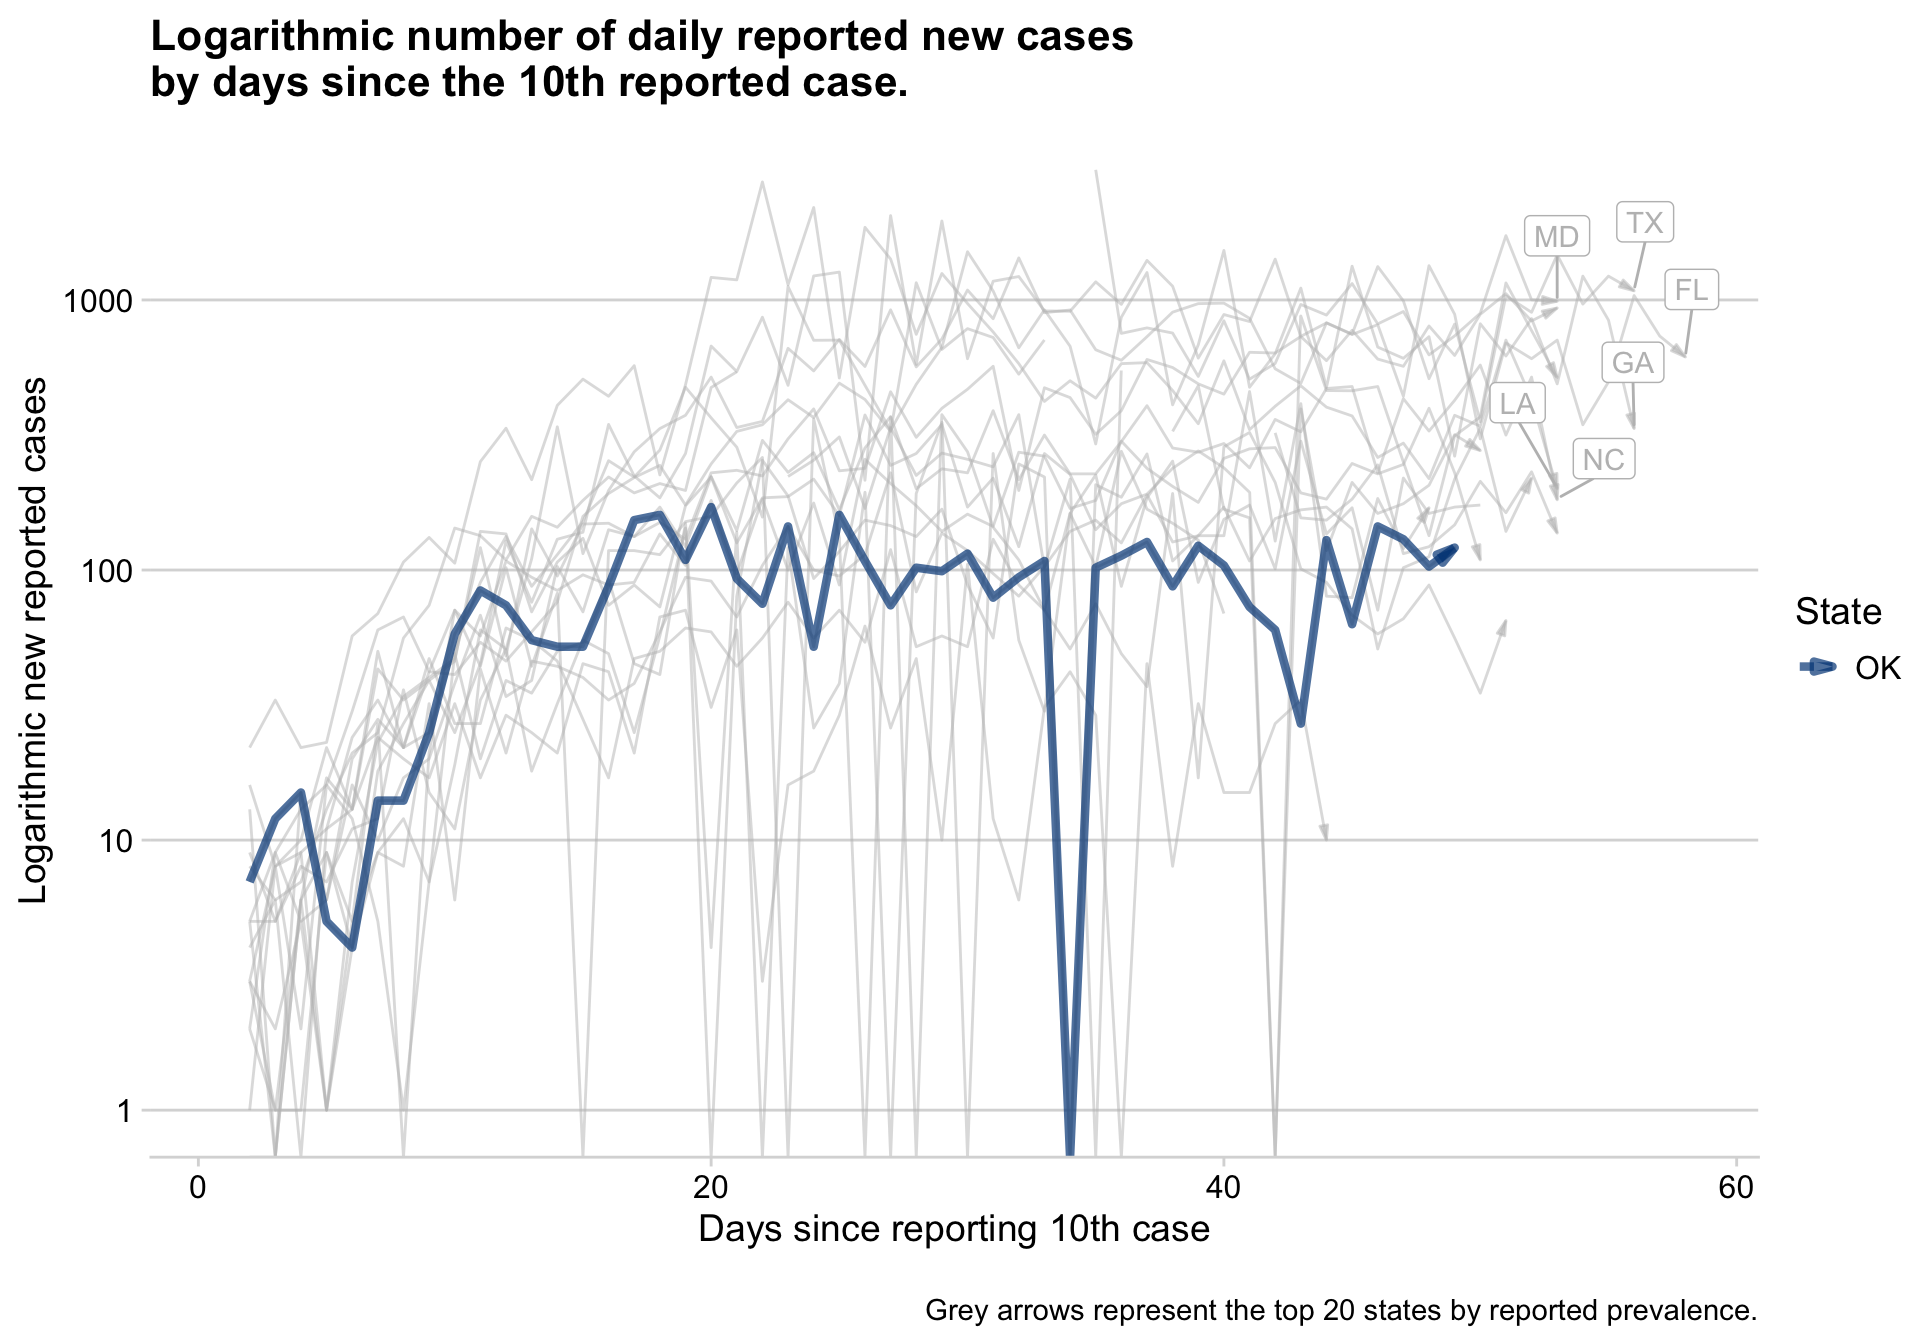 Logarithmic number of daily reported new cases
by days since the 10th reported case.
Logarithmic new reported cases
1000
100
10
1
MD
TX
FL
GA
LA
NC
State
OK
0
20
40
60
Days since reporting 10th case
Grey arrows represent the top 20 states by reported prevalence.